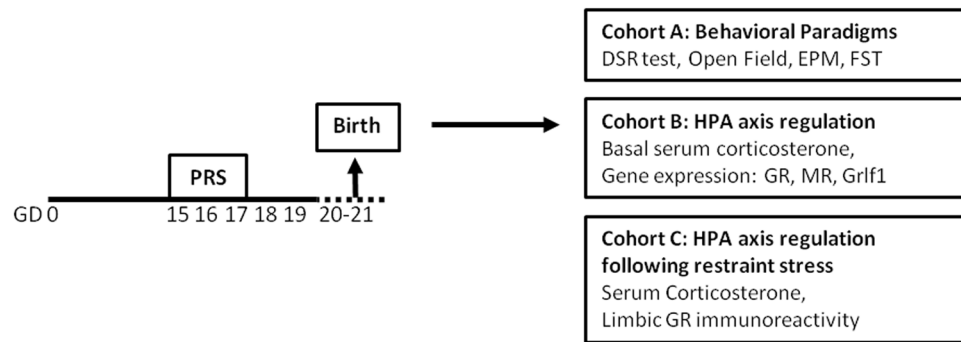 Cohort A: Behavioral Paradigms
DSR test, Open Field, EPM, FST
Birth
Cohort B: HPA axis regulation
Basal serum corticosterone,
Gene expression: GR, MR, Grlf1
PRS
GD 0 15 16 17 18 19 20-21
Cohort C: HPA axis regulation
following restraint stress
Serum Corticosterone,
Limbic GR immunoreactivity